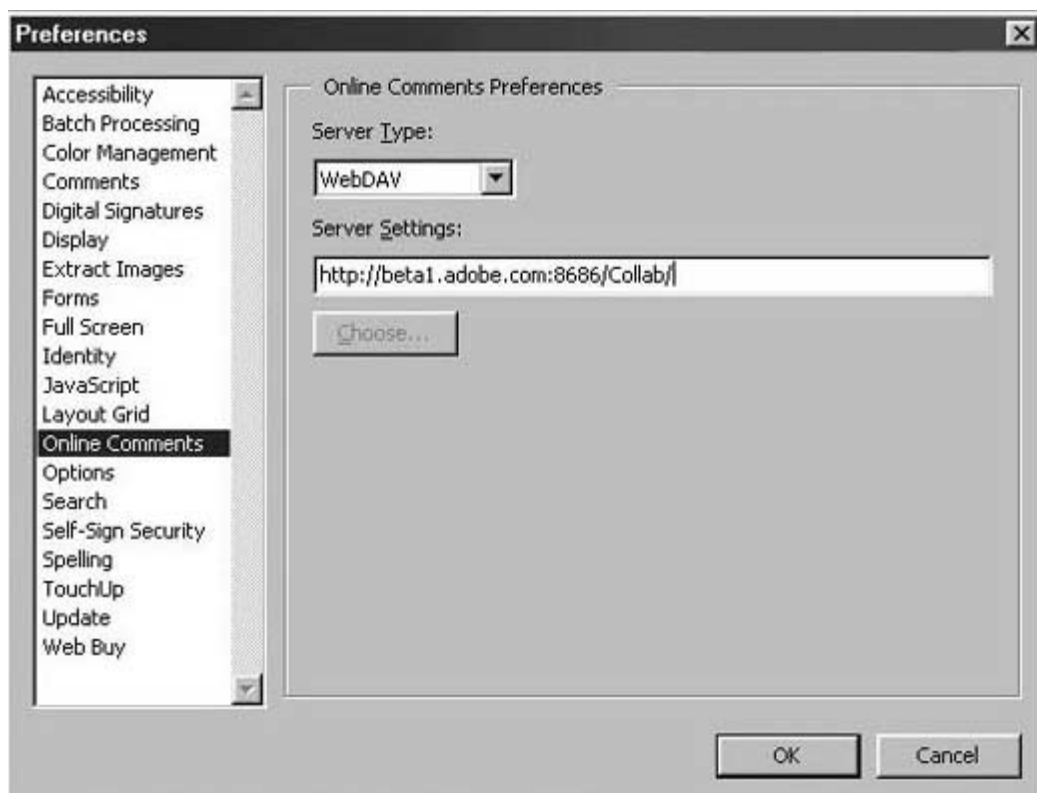 Preferences
Accessibility
Batch Processing
Color Management
Comments
Digital Signatures
Display
Extract Images
Forms
Full Screen
Identity
JavaScript
Layout Grid
Online Comments
Options
Search
Self-Sign Security
Spelling
TouchUp
Update
Web Buy
Online Comments Preferences
Server Type:
WebDAV
Server Settings:
http://beta1.adobe.com:8686/Collab/
Choose...
OK
Cancel